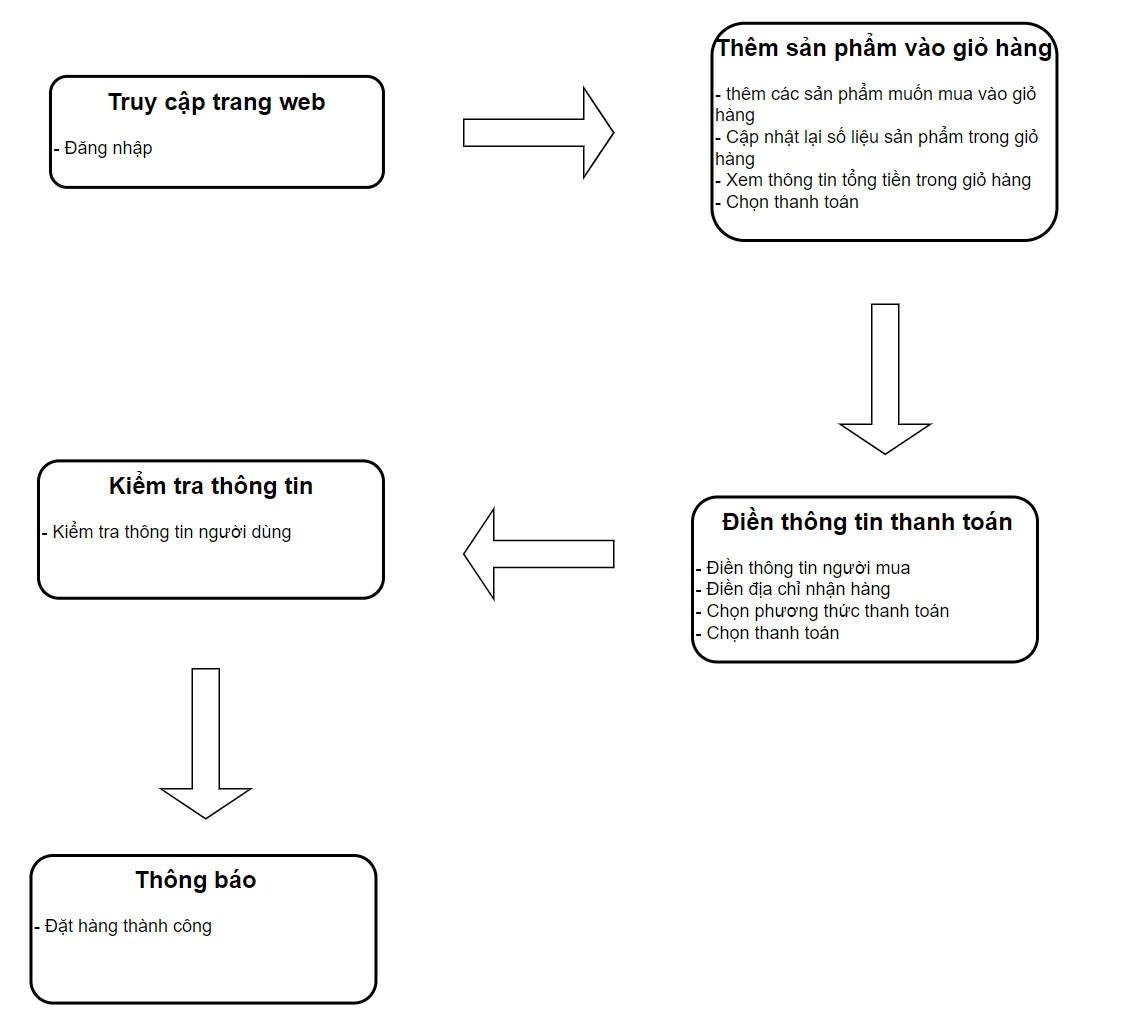 Truy cập trang web
- Đăng nhập
Thêm sản phẩm vào giỏ hàng
- thêm các sản phẩm muốn mua vào giỏ
hàng
- Cập nhật lại số liệu sản phẩm trong giỏ
hàng
- Xem thông tin tổng tiền trong giỏ hàng
- Chọn thanh toán
Điền thông tin thanh toán
- Điền thông tin người mua
- Điền địa chỉ nhận hàng
- Chọn phương thức thanh toán
- Chọn thanh toán
Kiểm tra thông tin
- Kiểm tra thông tin người dùng
Thông báo
- Đặt hàng thành công